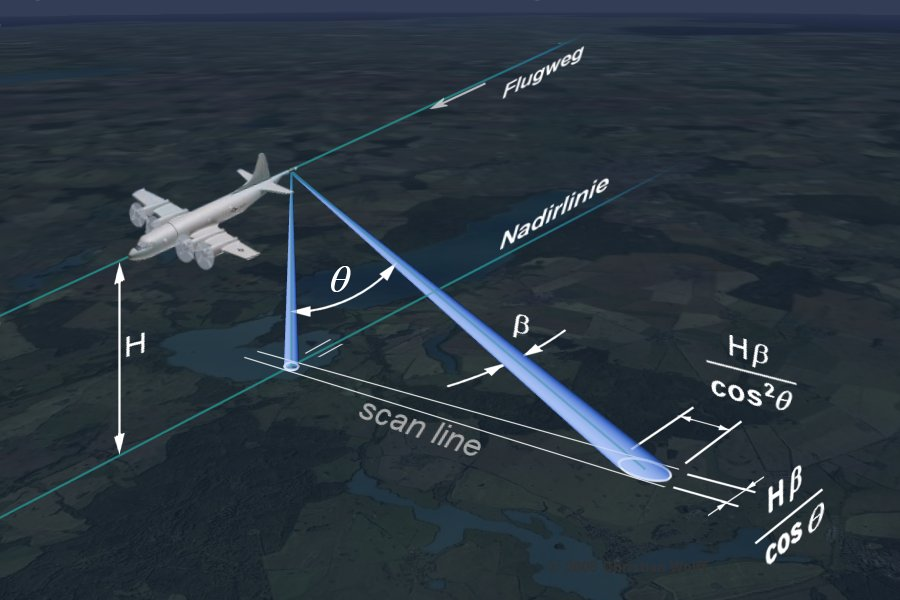 Flugweg
Nadirlinie
θ
H
β
Hβ
cos²θ
scan line
Hβ
cos θ